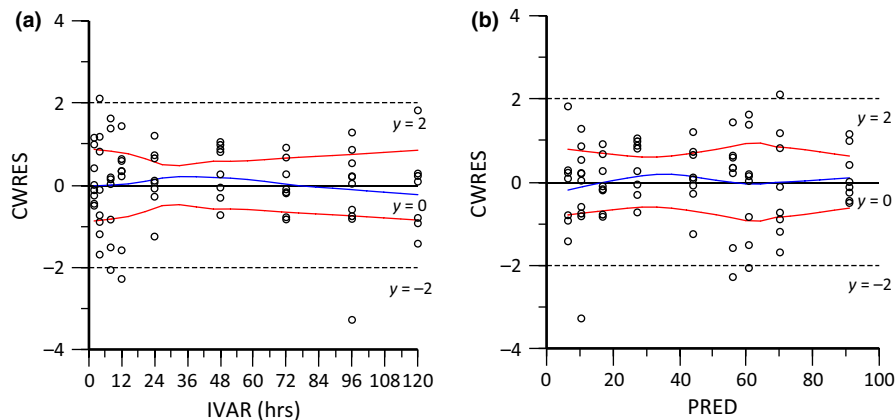 (a)
4
2
0
−2
−4
CWRES
y = 2
y = 0
y = −2
0 12 24 36 48 60 72 84 96 108 120
IVAR (hrs)
(b)
4
2
0
−2
−4
CWRES
y = 2
y = 0
y = −2
0 20 40 60 80 100
PRED